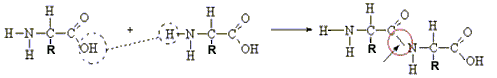 H O H O H O
H–N–C–C + H–N–C–C H–N–C–C H O
H R OH H R OH H R N–C–C
H R OH